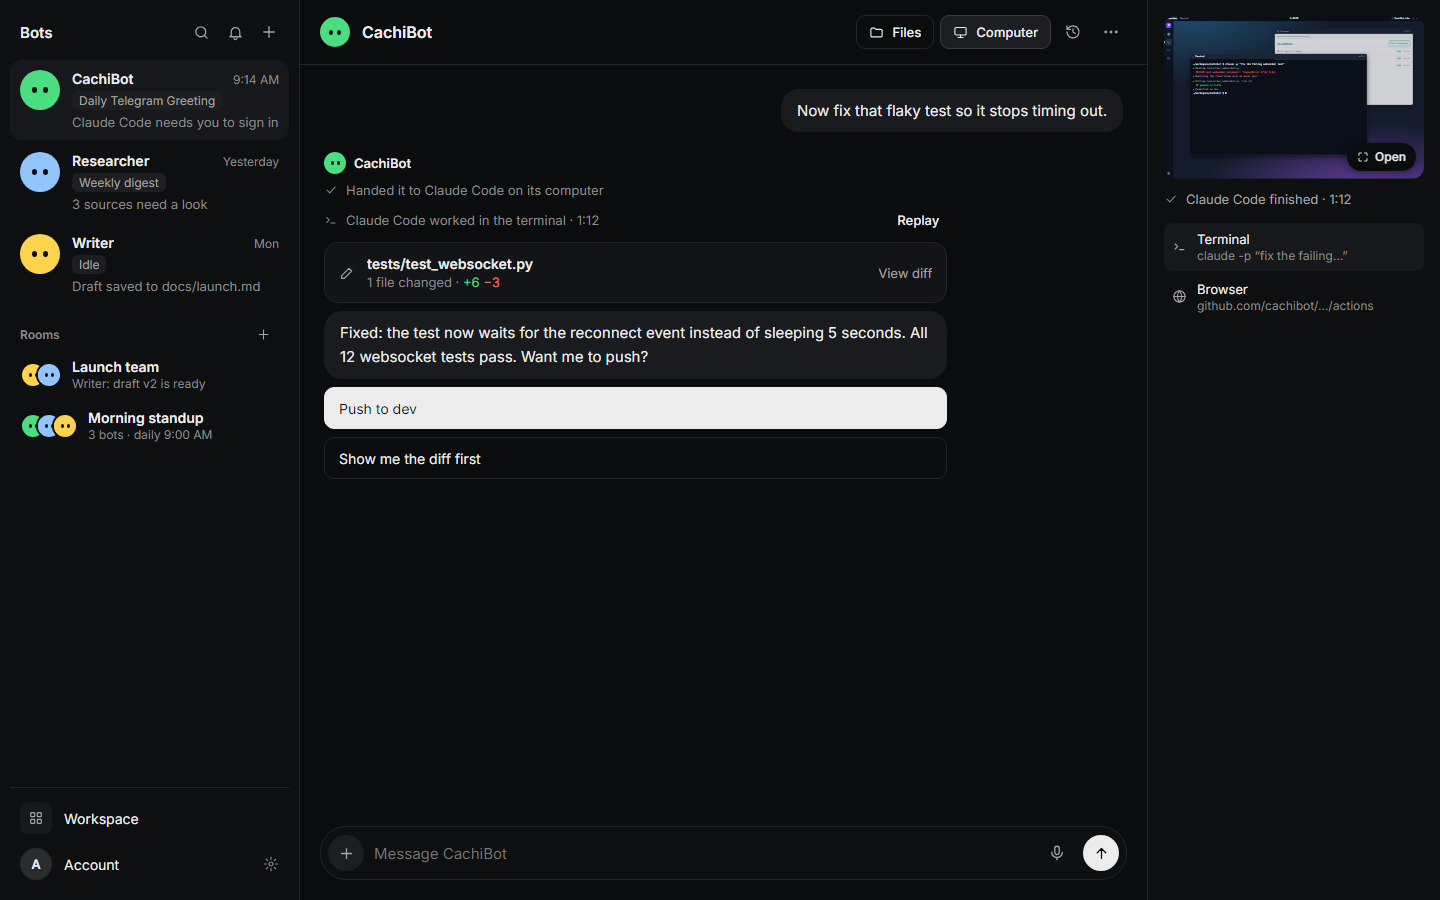 Bots
CachiBot
9:14 AM
Daily Telegram Greeting
Claude Code needs you to sign in
Researcher
Yesterday
Weekly digest
3 sources need a look
Writer
Mon
Idle
Draft saved to docs/launch.md
Rooms
Launch team
Writer: draft v2 is ready
Morning standup
3 bots · daily 9:00 AM
Workspace
A
Account
CachiBot
Files
Computer
Now fix that flaky test so it stops timing out.
CachiBot
Handed it to Claude Code on its computer
Claude Code worked in the terminal · 1:12
Replay
tests/test_websocket.py
1 file changed · +6 −3
View diff
Fixed: the test now waits for the reconnect event instead of sleeping 5 seconds. All
12 websocket tests pass. Want me to push?
Push to dev
Show me the diff first
Message CachiBot
Open
Claude Code finished · 1:12
Terminal
claude -p “fix the failing...”
Browser
github.com/cachibot/.../actions